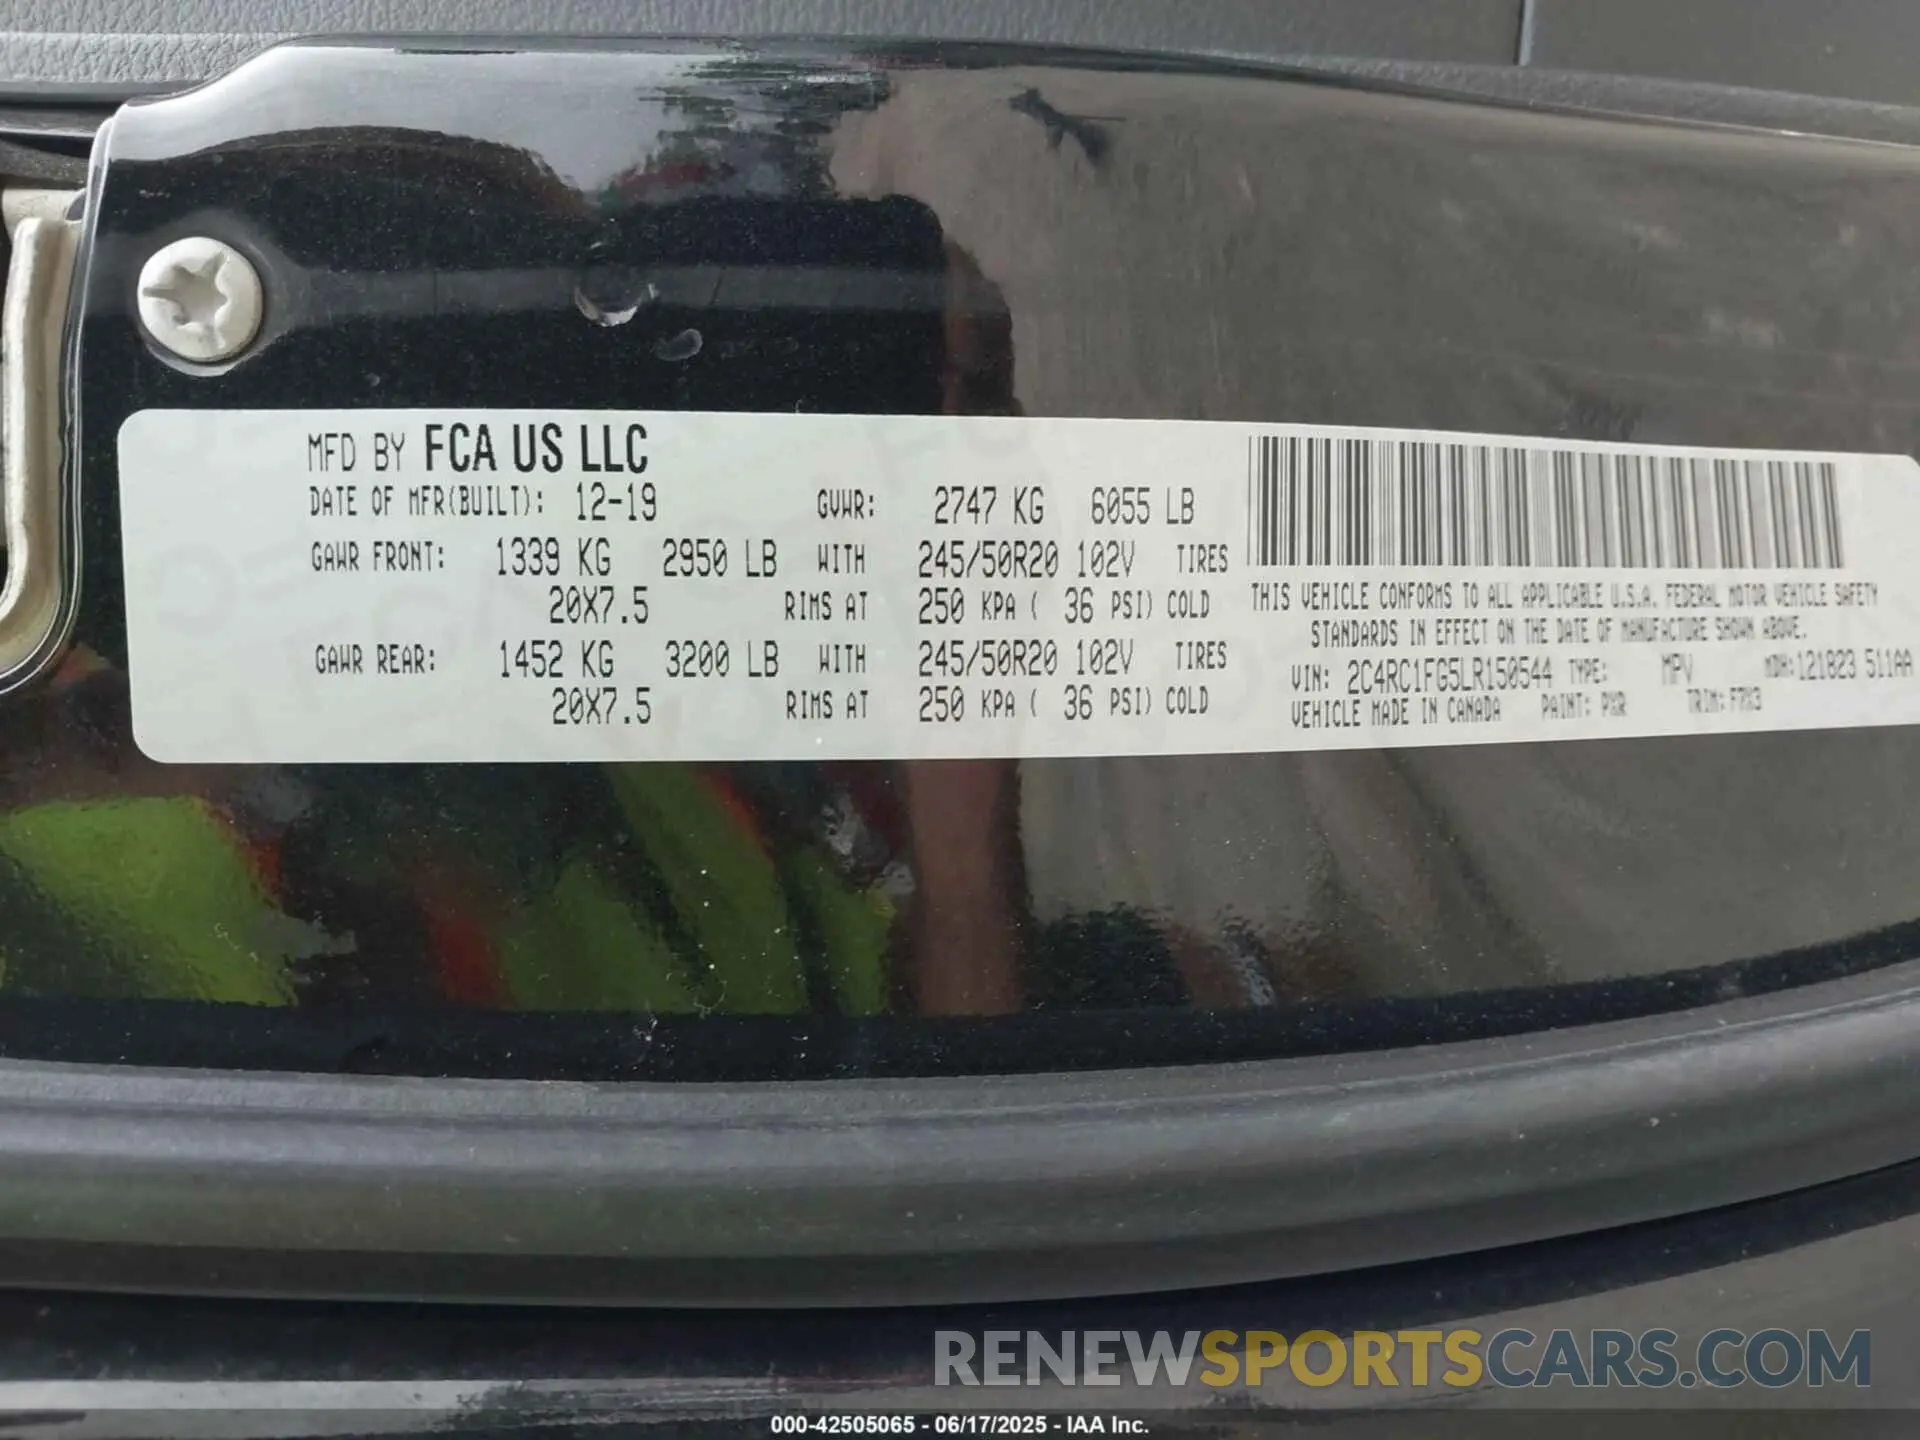 MFD BY FCA US LLC
DATE OF MFR(BUILT): 12-19 GVWR: 2747 KG 6055 LB
GAWR FRONT: 1339 KG 2950 LB WITH 245/50R20 102V TIRES
20X7.5 RIMS AT 250 KPA ( 36 PSI) COLD
GAWR REAR: 1452 KG 3200 LB WITH 245/50R20 102V TIRES
20X7.5 RIMS AT 250 KPA ( 36 PSI) COLD
THIS VEHICLE CONFORMS TO ALL APPLICABLE U.S.A. FEDERAL MOTOR VEHICLE SAFETY
STANDARDS IN EFFECT ON THE DATE OF MANUFACTURE SHOWN ABOVE.
VIN: 2C4RC1FG5LR150544 TYPE: MPV MDH: 121823 511AA
VEHICLE MADE IN CANADA PAINT: PXR TRIM:
RENEWSPORTSCARS.COM
000-42505065 - 06/17/2025 - IAA Inc.